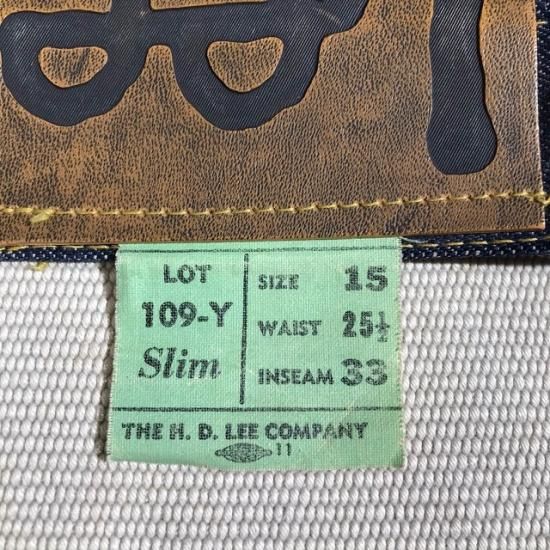 LOT
109-Y
Slim
SIZE 15
WAIST 25½
INSEAM 33
THE H. D. LEE COMPANY
11